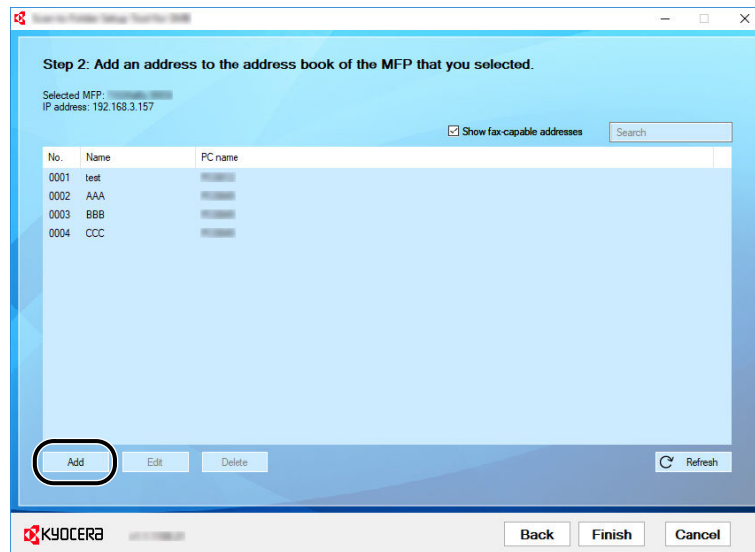 Step 2: Add an address to the address book of the MFP that you selected.
Selected MFP:
IP address: 192.168.3.157
Show fax-capable addresses Search
No. Name PC name
0001 test
0002 AAA
0003 BBB
0004 CCC
Add Edit Delete Refresh
KYOCERA Back Finish Cancel